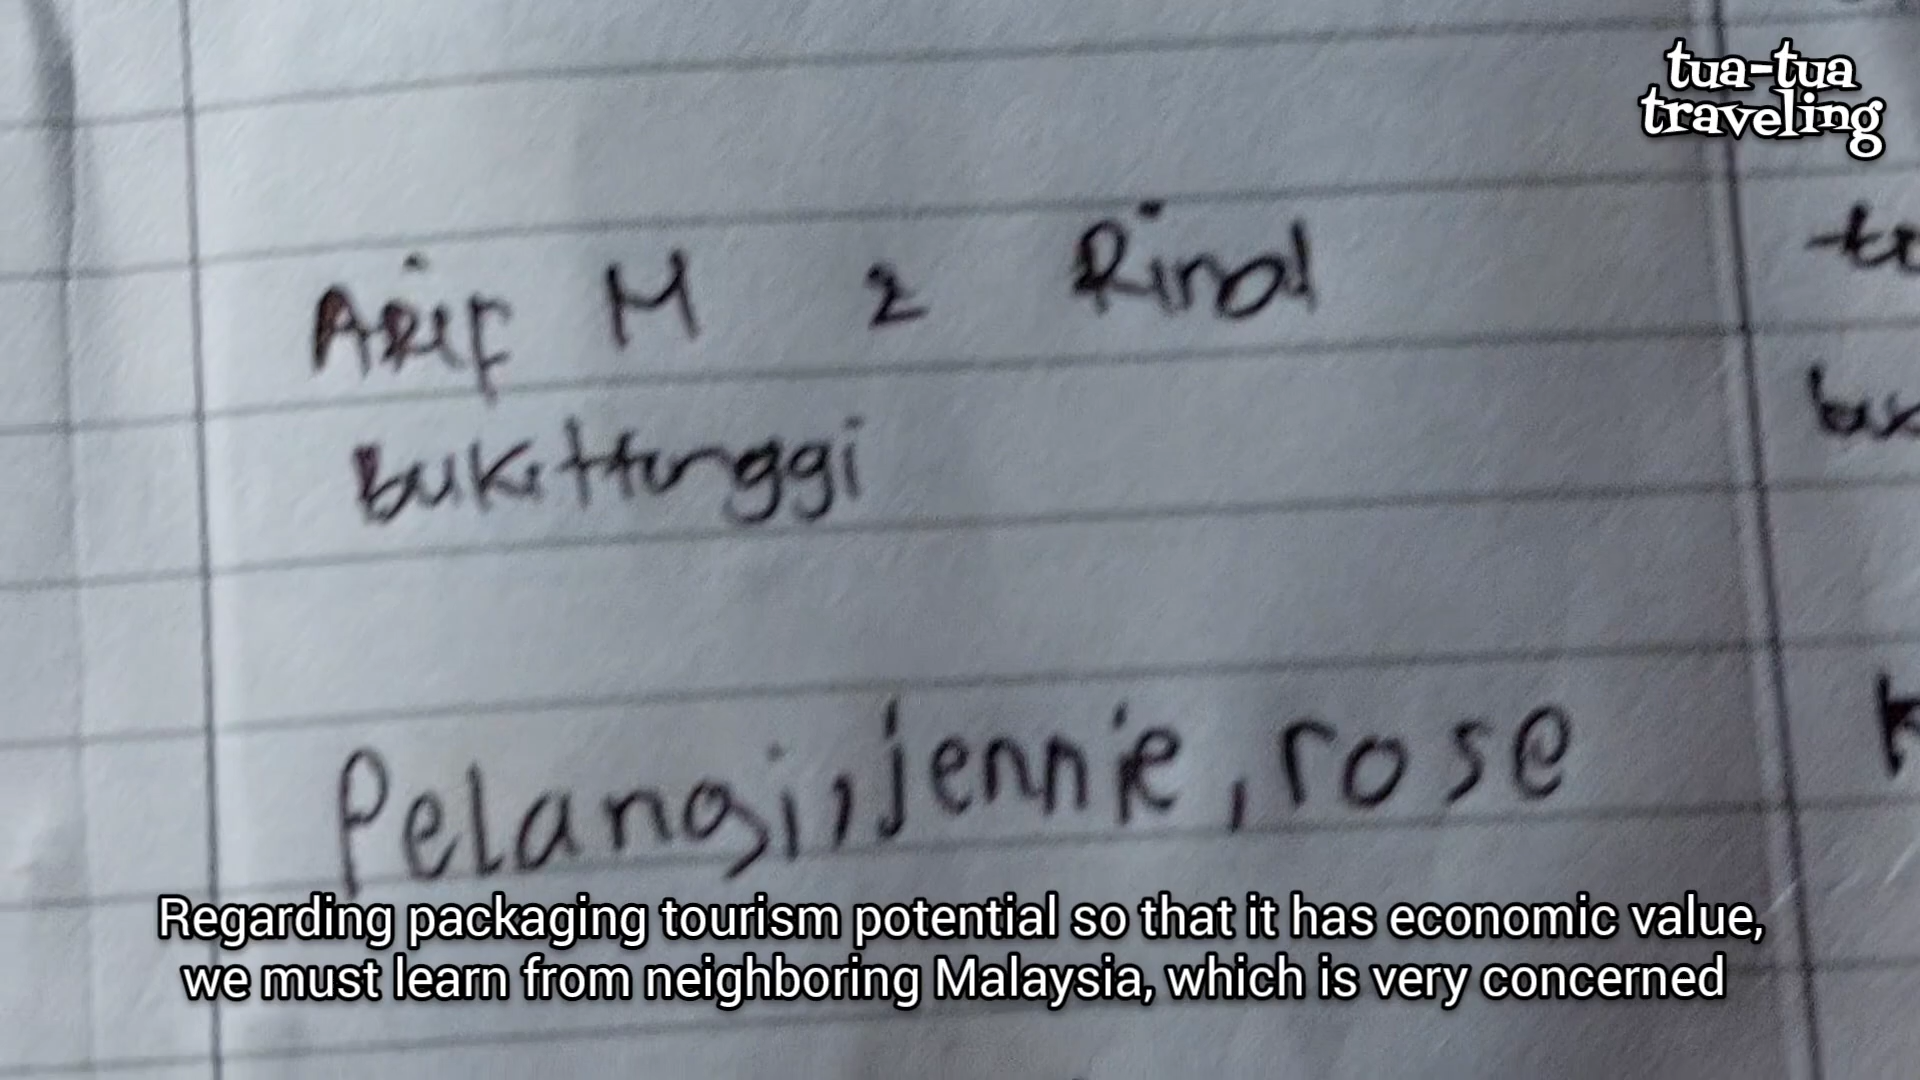 tua-tua
traveling
Arif M 2 Rinal
Bukittinggi
Pelangi, jennie, rose
Regarding packaging tourism potential so that it has economic value,
we must learn from neighboring Malaysia, which is very concerned